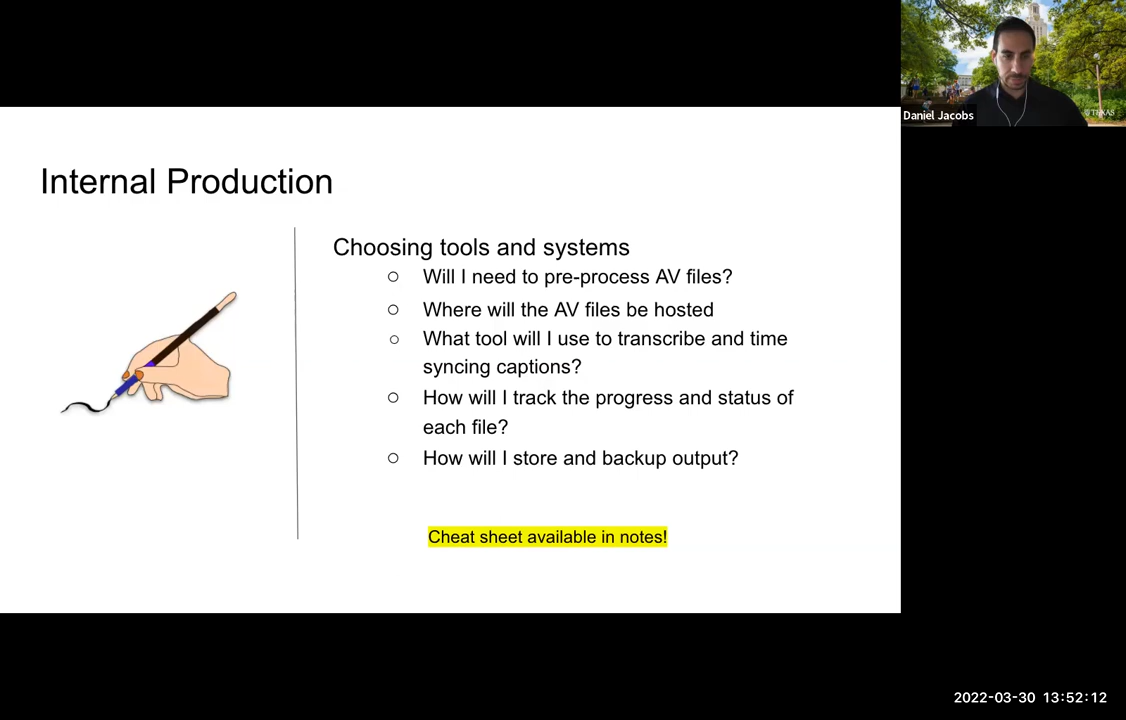 Daniel Jacobs
TEXAS
Internal Production
Choosing tools and systems
Will I need to pre-process AV files?
Where will the AV files be hosted
What tool will I use to transcribe and time
syncing captions?
How will I track the progress and status of
each file?
How will I store and backup output?
Cheat sheet available in notes!
2022-03-30 13:52:12